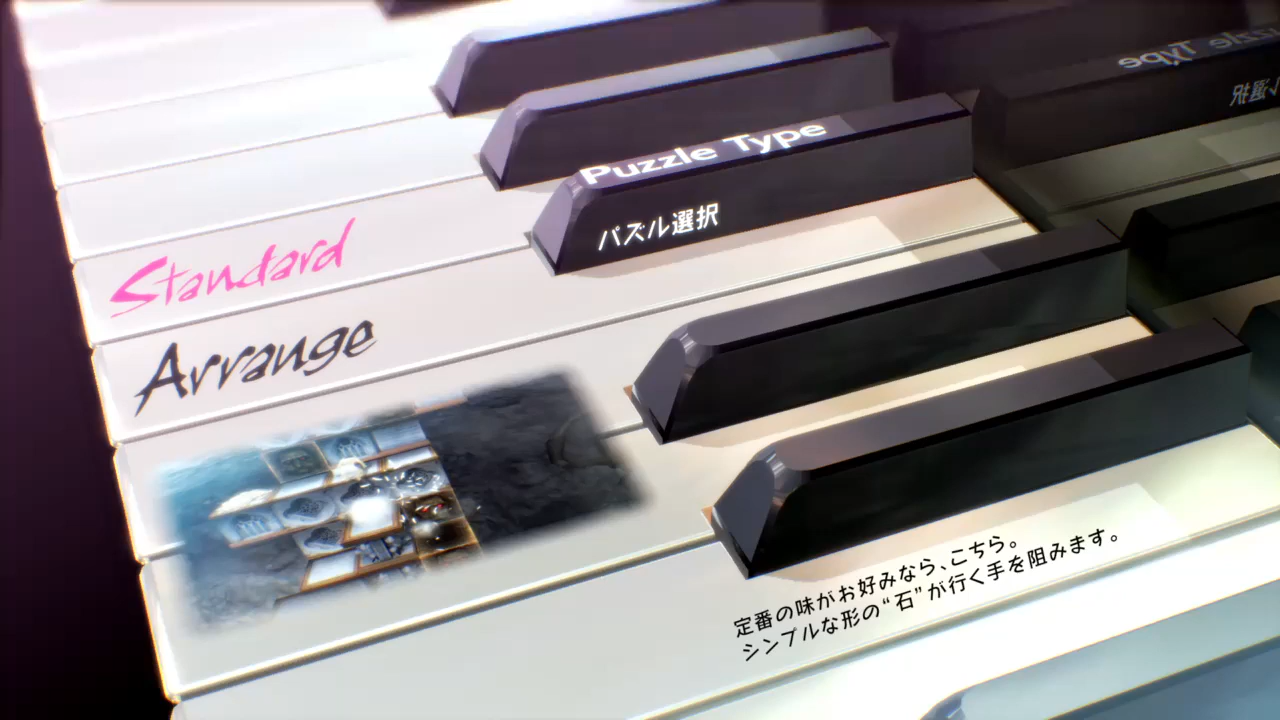 Puzzle Type
パズル選択
Standard
Arrange
定番の味がお好みなら、こちら。
シンプルな形の“石”が行く手を阻みます。